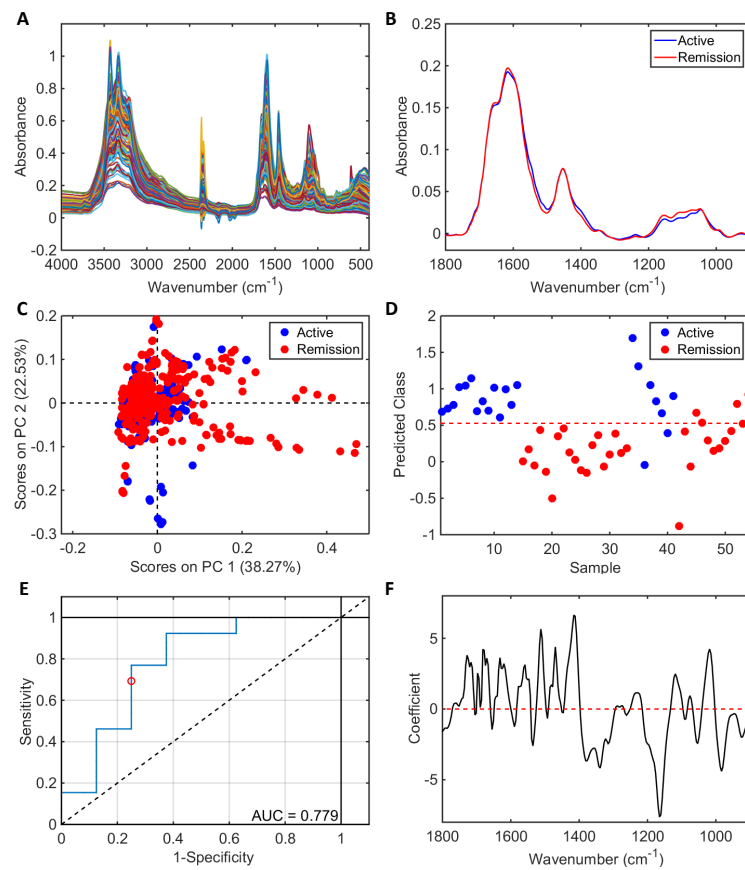 A
1
0.8
0.6
0.4
0.2
0
-0.2
Absorbance
4000 3500 3000 2500 2000 1500 1000 500
Wavenumber (cm-1)
B
0.25
0.2
0.15
0.1
0.05
0
Absorbance
Active
Remission
1800 1600 1400 1200 1000
Wavenumber (cm-1)
C
0.2
0.1
0
-0.1
-0.2
-0.3
Scores on PC 2 (22.53%)
Active
Remission
-0.2 0 0.2 0.4
Scores on PC 1 (38.27%)
D
2
1.5
1
0.5
0
-0.5
-1
Predicted Class
Active
Remission
10 20 30 40 50
Sample
E
1
0.8
0.6
0.4
0.2
0
Sensitivity
AUC = 0.779
0 0.2 0.4 0.6 0.8 1
1-Specificity
F
5
0
-5
Coefficient
1800 1600 1400 1200 1000
Wavenumber (cm-1)